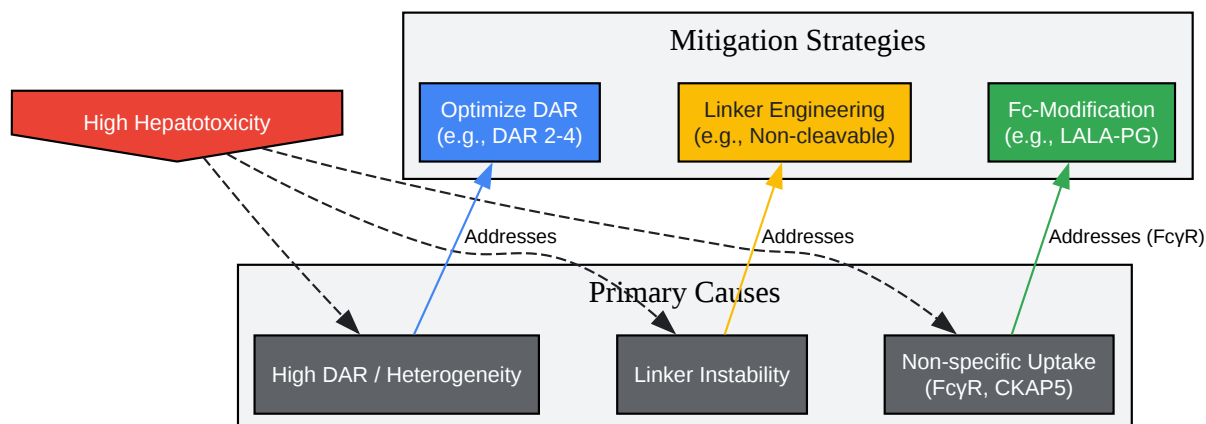 Mitigation Strategies
High Hepatotoxicity
Optimize DAR
(e.g., DAR 2-4)
Linker Engineering
(e.g., Non-cleavable)
Fc-Modification
(e.g., LALA-PG)
Addresses
Addresses
Addresses (FcγR)
Primary Causes
High DAR / Heterogeneity
Linker Instability
Non-specific Uptake
(FcγR, CKAP5)